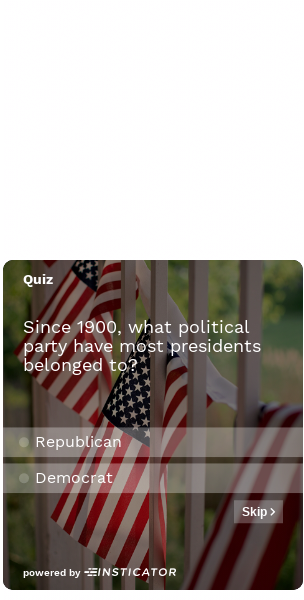 Quiz
Since 1900, what political
party have most presidents
belonged to?
Republican
Democrat
Skip
powered by INSTICATOR